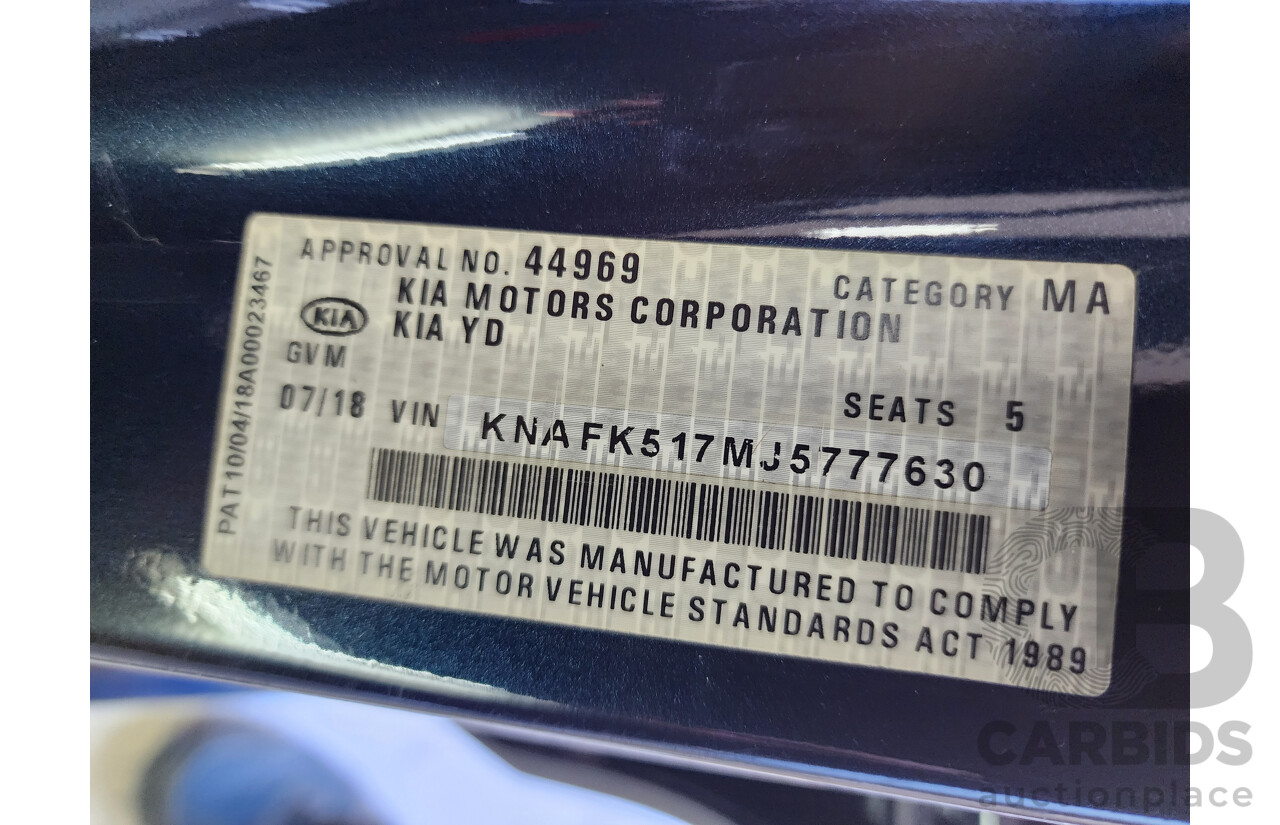 APPROVAL NO. 44969
CATEGORY MA
KIA
KIA MOTORS CORPORATION
KIA YD
GVM
SEATS 5
07/18 VIN KNAFK517MJ5777630
THIS VEHICLE WAS MANUFACTURED TO COMPLY
WITH THE MOTOR VEHICLE STANDARDS ACT 1989
PAT10/04/18A00023467
CB
CARBIDS
auctionplace